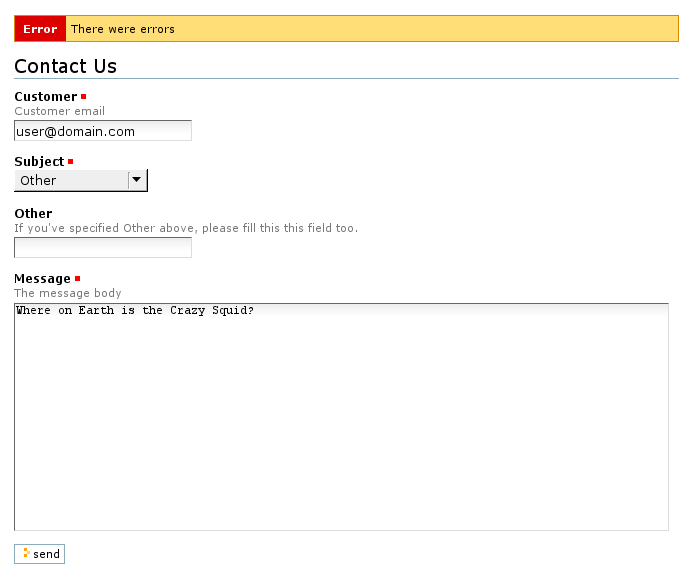 Error There were errors
Contact Us
Customer
Customer email
user@domain.com
Subject
Other
Other
If you've specified Other above, please fill this this field too.
Message
The message body
Where on Earth is the Crazy Squid?
send